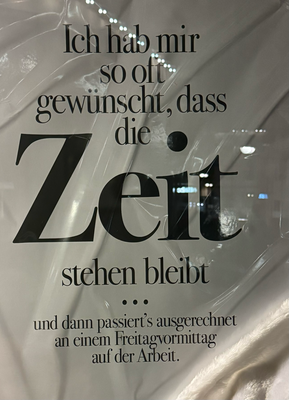 Ich hab mir
so oft
gewünscht, dass
die
Zeit
stehen bleibt
...
und dann passiert's ausgerechnet
an einem Freitagvormittag
auf der Arbeit.